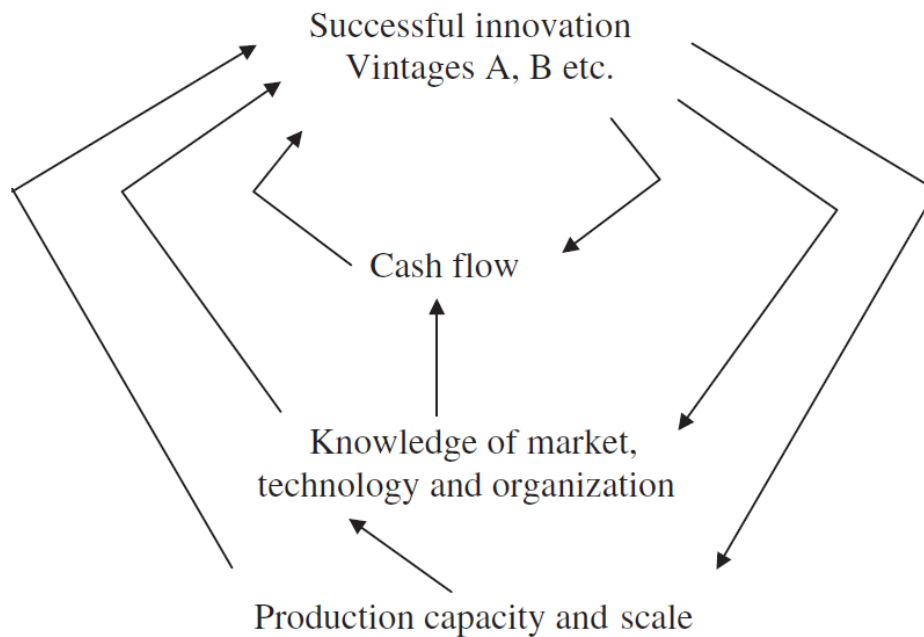 Successful innovation
Vintages A, B etc.
Cash flow
Knowledge of market,
technology and organization
Production capacity and scale